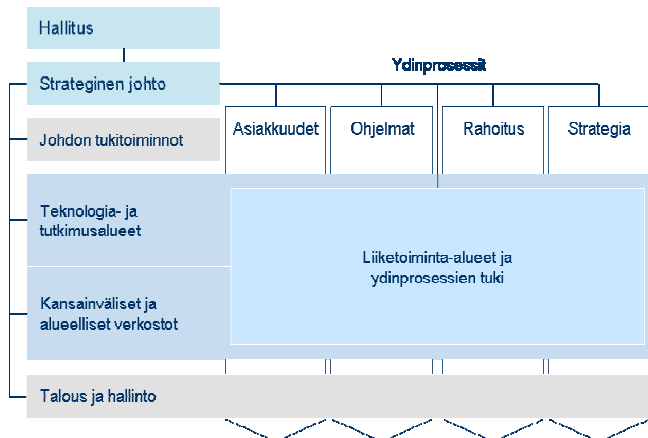 Hallitus
Strateginen johto
Ydinprosessit
Johdon tukitoiminnot
Asiakkuudet
Ohjelmat
Rahoitus
Strategia
Teknologia- ja
tutkimusalueet
Liiketoiminta-alueet ja
ydinprosessien tuki
Kansainväliset ja
alueelliset verkostot
Talous ja hallinto